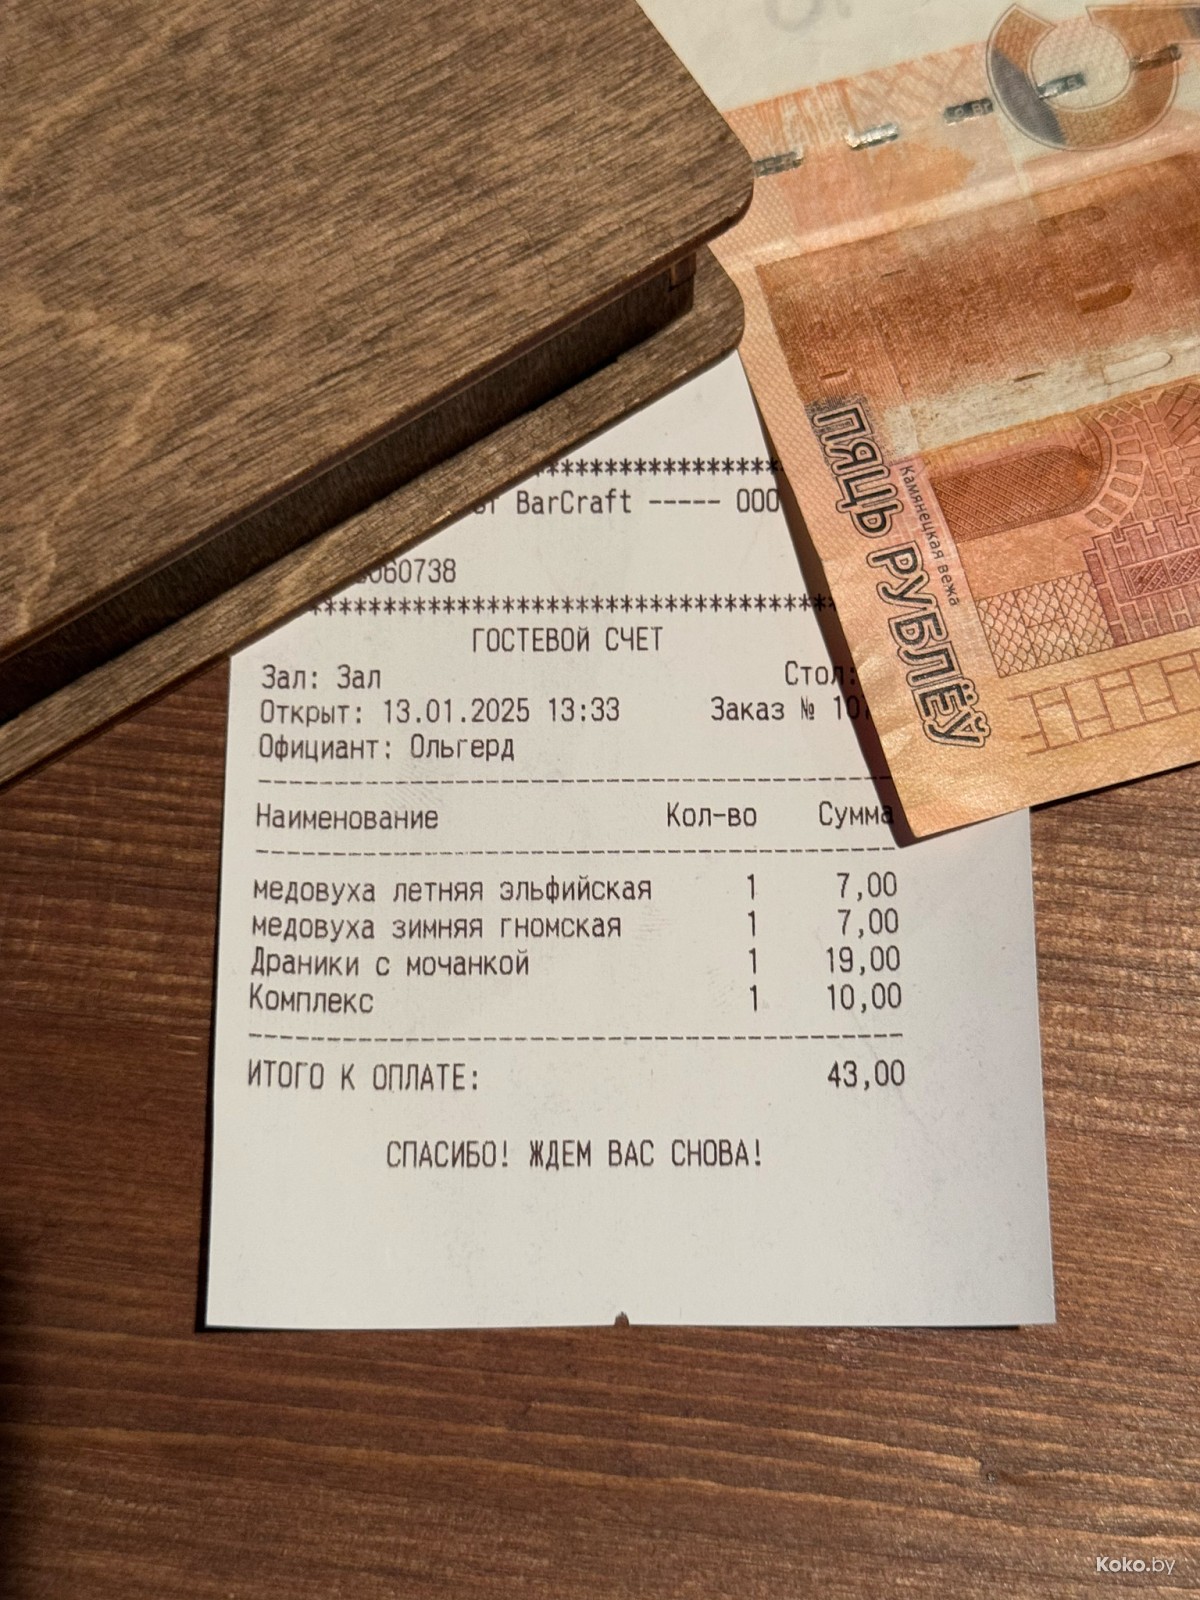 ПЯЦЬ РУБЛЁЎ
Камянецкая вежа
****************************
BarCraft ----- ООО
060738
****************************************
ГОСТЕВОЙ СЧЕТ
Зал: Зал Стол:
Открыт: 13.01.2025 13:33 Заказ № 10
Официант: Ольгерд
Наименование Кол-во Сумма
медовуха летняя эльфийская 1 7,00
медовуха зимняя гномская 1 7,00
Драники с мочанкой 1 19,00
Комплекс 1 10,00
ИТОГО К ОПЛАТЕ: 43,00
СПАСИБО! ЖДЕМ ВАС СНОВА!
Koko.by